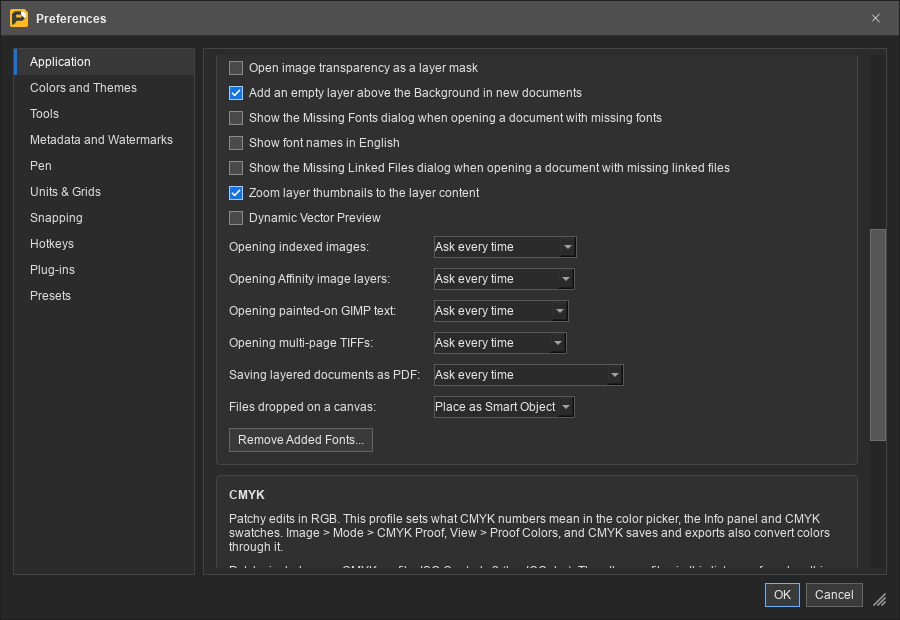 Preferences
Application
Colors and Themes
Tools
Metadata and Watermarks
Pen
Units & Grids
Snapping
Hotkeys
Plug-ins
Presets
Open image transparency as a layer mask
Add an empty layer above the Background in new documents
Show the Missing Fonts dialog when opening a document with missing fonts
Show font names in English
Show the Missing Linked Files dialog when opening a document with missing linked files
Zoom layer thumbnails to the layer content
Dynamic Vector Preview
Opening indexed images: Ask every time
Opening Affinity image layers: Ask every time
Opening painted-on GIMP text: Ask every time
Opening multi-page TIFFs: Ask every time
Saving layered documents as PDF: Ask every time
Files dropped on a canvas: Place as Smart Object
Remove Added Fonts...
CMYK
Patchy edits in RGB. This profile sets what CMYK numbers mean in the color picker, the Info panel and CMYK
swatches. Image > Mode > CMYK Proof, View > Proof Colors, and CMYK saves and exports also convert colors
through it.
OK Cancel